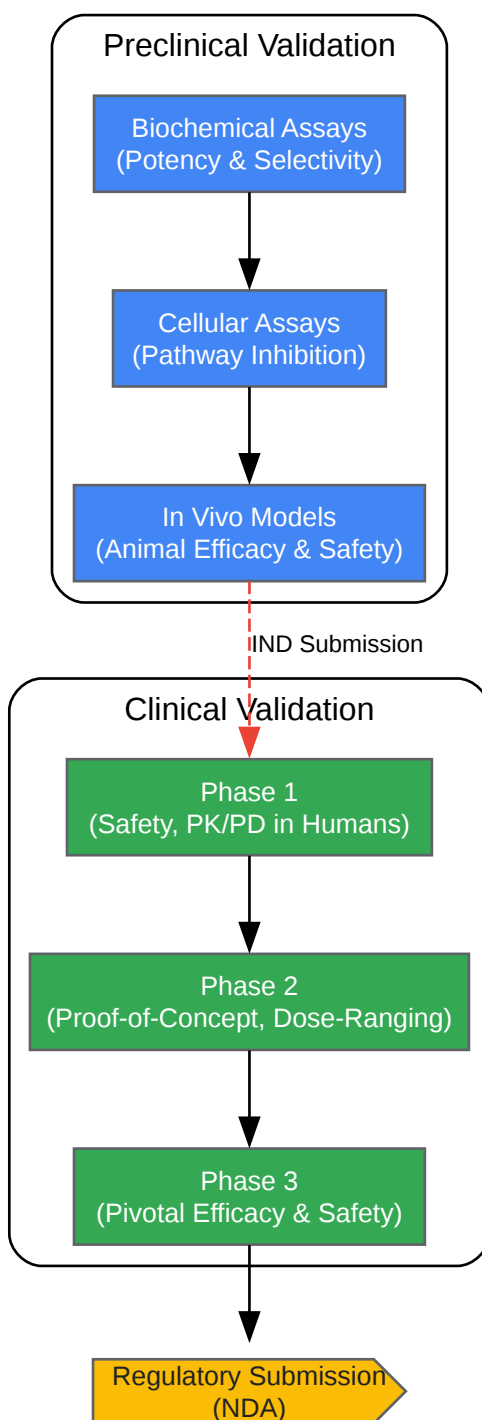 Preclinical Validation
Biochemical Assays
(Potency & Selectivity)
Cellular Assays
(Pathway Inhibition)
In Vivo Models
(Animal Efficacy & Safety)
IND Submission
Clinical Validation
Phase 1
(Safety, PK/PD in Humans)
Phase 2
(Proof-of-Concept, Dose-Ranging)
Phase 3
(Pivotal Efficacy & Safety)
Regulatory Submission
(NDA)